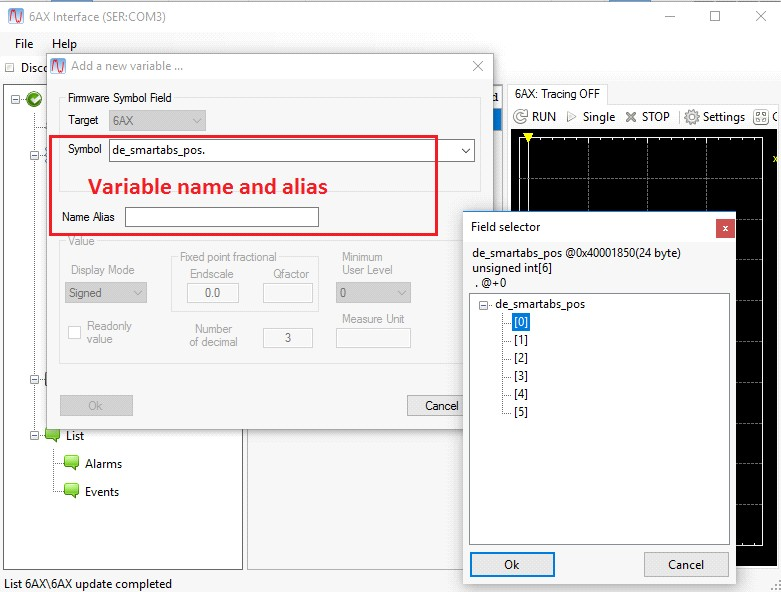 6AX Interface (SER:COM3)
File Help
Disco
Add a new variable ...
Firmware Symbol Field
Target 6AX
Symbol de_smartabs_pos.
Variable name and alias
Name Alias
Value
Display Mode
Signed
Fixed point fractional
Endscale Qfactor
0.0
Minimum
User Level
0
Readonly
value
Number
of decimal
3
Measure Unit
Ok Cancel
List
Alarms
Events
List 6AX\6AX update completed
d
6AX: Tracing OFF
RUN Single STOP Settings C
x
Field selector
x
de_smartabs_pos @0x40001850(24 byte)
unsigned int[6]
. @+0
de_smartabs_pos
[0]
[1]
[2]
[3]
[4]
[5]
Ok Cancel